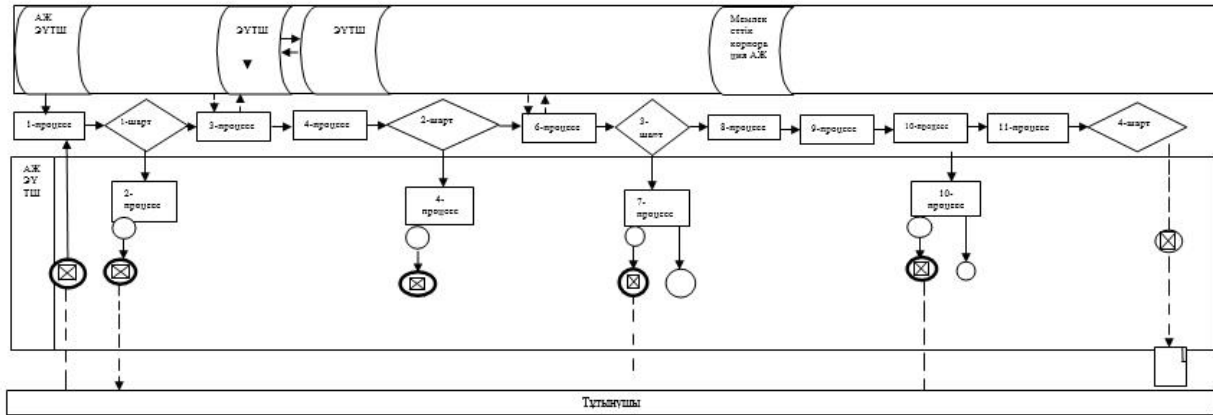 АЖ
ЭҮТШ
ЭҮТШ
ЭҮТШ
Мемлек
еттік
корпора
ция АЖ
1-процесс
1-шарт
3-процесс
4-процесс
2-шарт
6-процесс
3-
шарт
8-процесс
9-процесс
10-процесс
11-процесс
4-шарт
АЖ
ЭҮ
ТШ
2-
процесс
4-
процесс
7-
процесс
10-
процесс
Тұтынушы